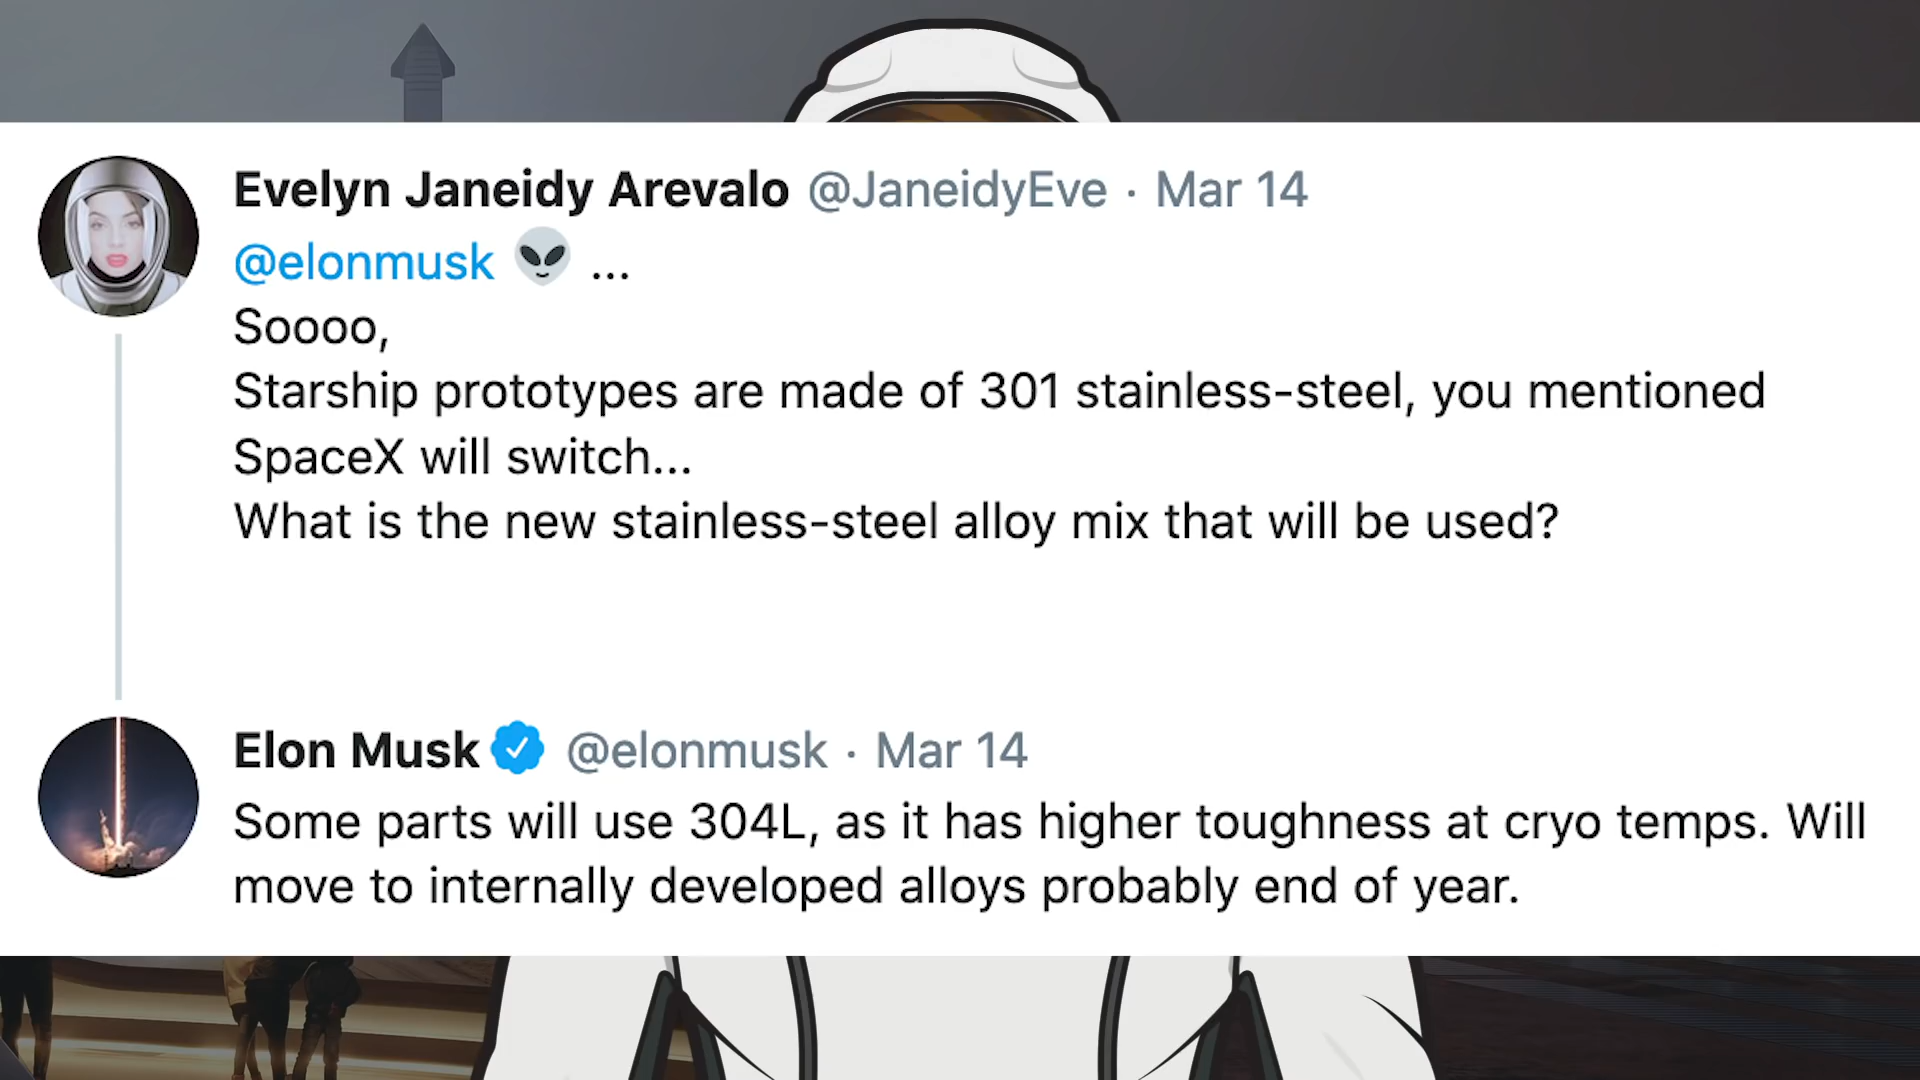 Evelyn Janeidy Arevalo @JaneidyEve · Mar 14
@elonmusk 👽 ...
Soooo,
Starship prototypes are made of 301 stainless-steel, you mentioned
SpaceX will switch...
What is the new stainless-steel alloy mix that will be used?
Elon Musk @elonmusk · Mar 14
Some parts will use 304L, as it has higher toughness at cryo temps. Will
move to internally developed alloys probably end of year.